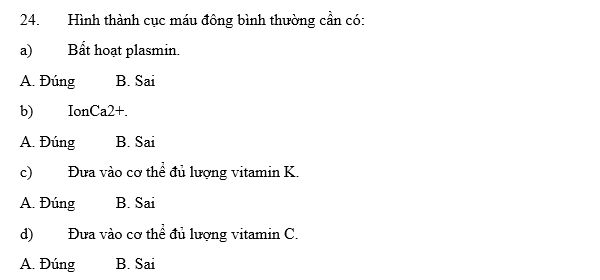 24. Hình thành cục máu đông bình thường cần có:
a) Bất hoạt plasmin.
A. Đúng B. Sai
b) IonCa2+.
A. Đúng B. Sai
c) Đưa vào cơ thể đủ lượng vitamin K.
A. Đúng B. Sai
d) Đưa vào cơ thể đủ lượng vitamin C.
A. Đúng B. Sai